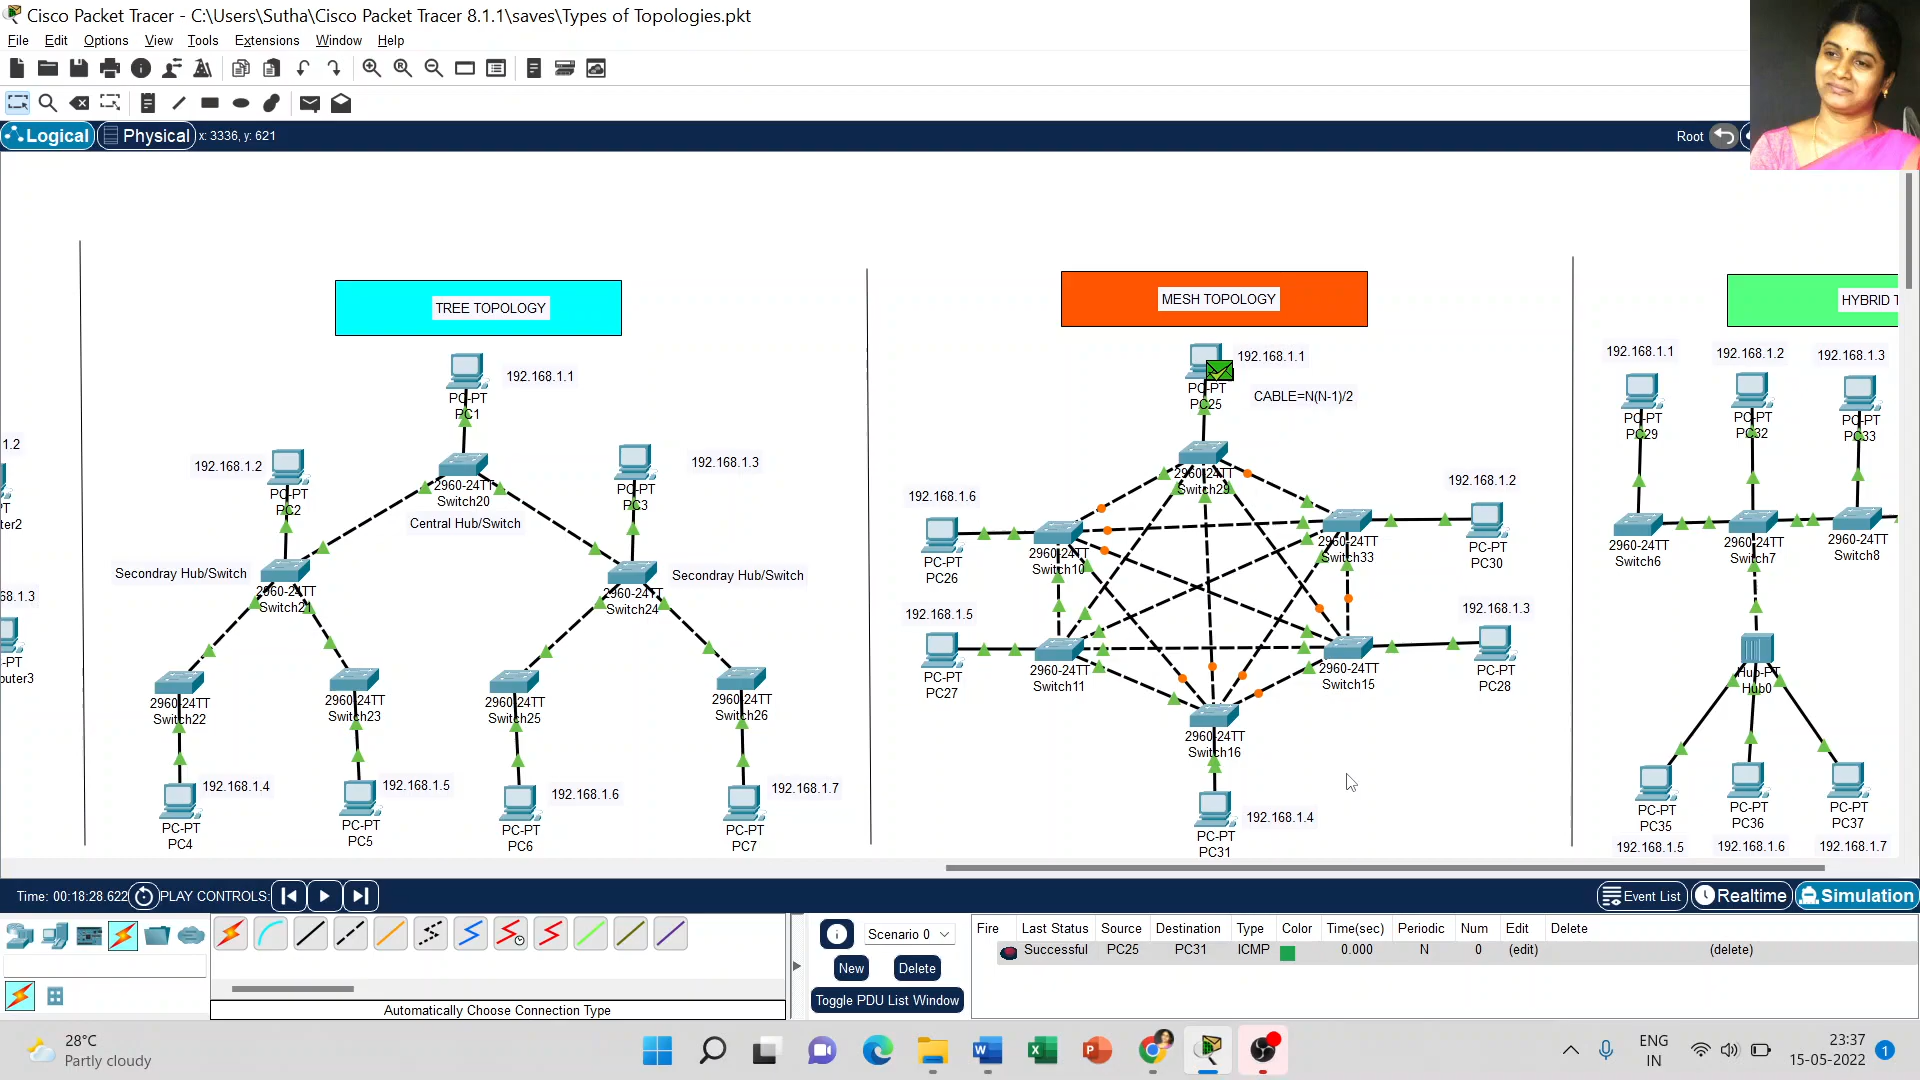 Cisco Packet Tracer - C:\Users\Sutha\Cisco Packet Tracer 8.1.1\saves\Types of Topologies.pkt
File Edit Options View Tools Extensions Window Help
Logical Physical x: 3336, y: 621 Root
TREE TOPOLOGY
MESH TOPOLOGY
HYBRID T
192.168.1.1
PC-PT
PC1
192.168.1.2
PC-PT
PC2
192.168.1.3
PC-PT
PC3
2960-24TT
Switch20
Central Hub/Switch
Secondray Hub/Switch
2960-24TT
Switch21
Secondray Hub/Switch
2960-24TT
Switch24
2960-24TT
Switch22
2960-24TT
Switch23
2960-24TT
Switch25
2960-24TT
Switch26
192.168.1.4
PC-PT
PC4
192.168.1.5
PC-PT
PC5
192.168.1.6
PC-PT
PC6
192.168.1.7
PC-PT
PC7
192.168.1.1
PC-PT
PC25
CABLE=N(N-1)/2
2960-24TT
Switch29
192.168.1.6
PC-PT
PC26
2960-24TT
Switch10
2960-24TT
Switch33
192.168.1.2
PC-PT
PC30
192.168.1.5
PC-PT
PC27
2960-24TT
Switch11
2960-24TT
Switch15
192.168.1.3
PC-PT
PC28
2960-24TT
Switch16
192.168.1.4
PC-PT
PC31
192.168.1.1
192.168.1.2
192.168.1.3
PC-PT
PC29
PC-PT
PC32
PC-PT
PC33
2960-24TT
Switch6
2960-24TT
Switch7
2960-24TT
Switch8
Hub-PT
Hub0
PC-PT
PC35
PC-PT
PC36
PC-PT
PC37
192.168.1.5
192.168.1.6
192.168.1.7
Time: 00:18:28.622 PLAY CONTROLS: Event List Realtime Simulation
Scenario 0
New Delete
Toggle PDU List Window
Automatically Choose Connection Type
Fire Last Status Source Destination Type Color Time(sec) Periodic Num Edit Delete
Successful PC25 PC31 ICMP 0.000 N 0 (edit) (delete)
28°C
Partly cloudy
ENG
IN
23:37
15-05-2022
1